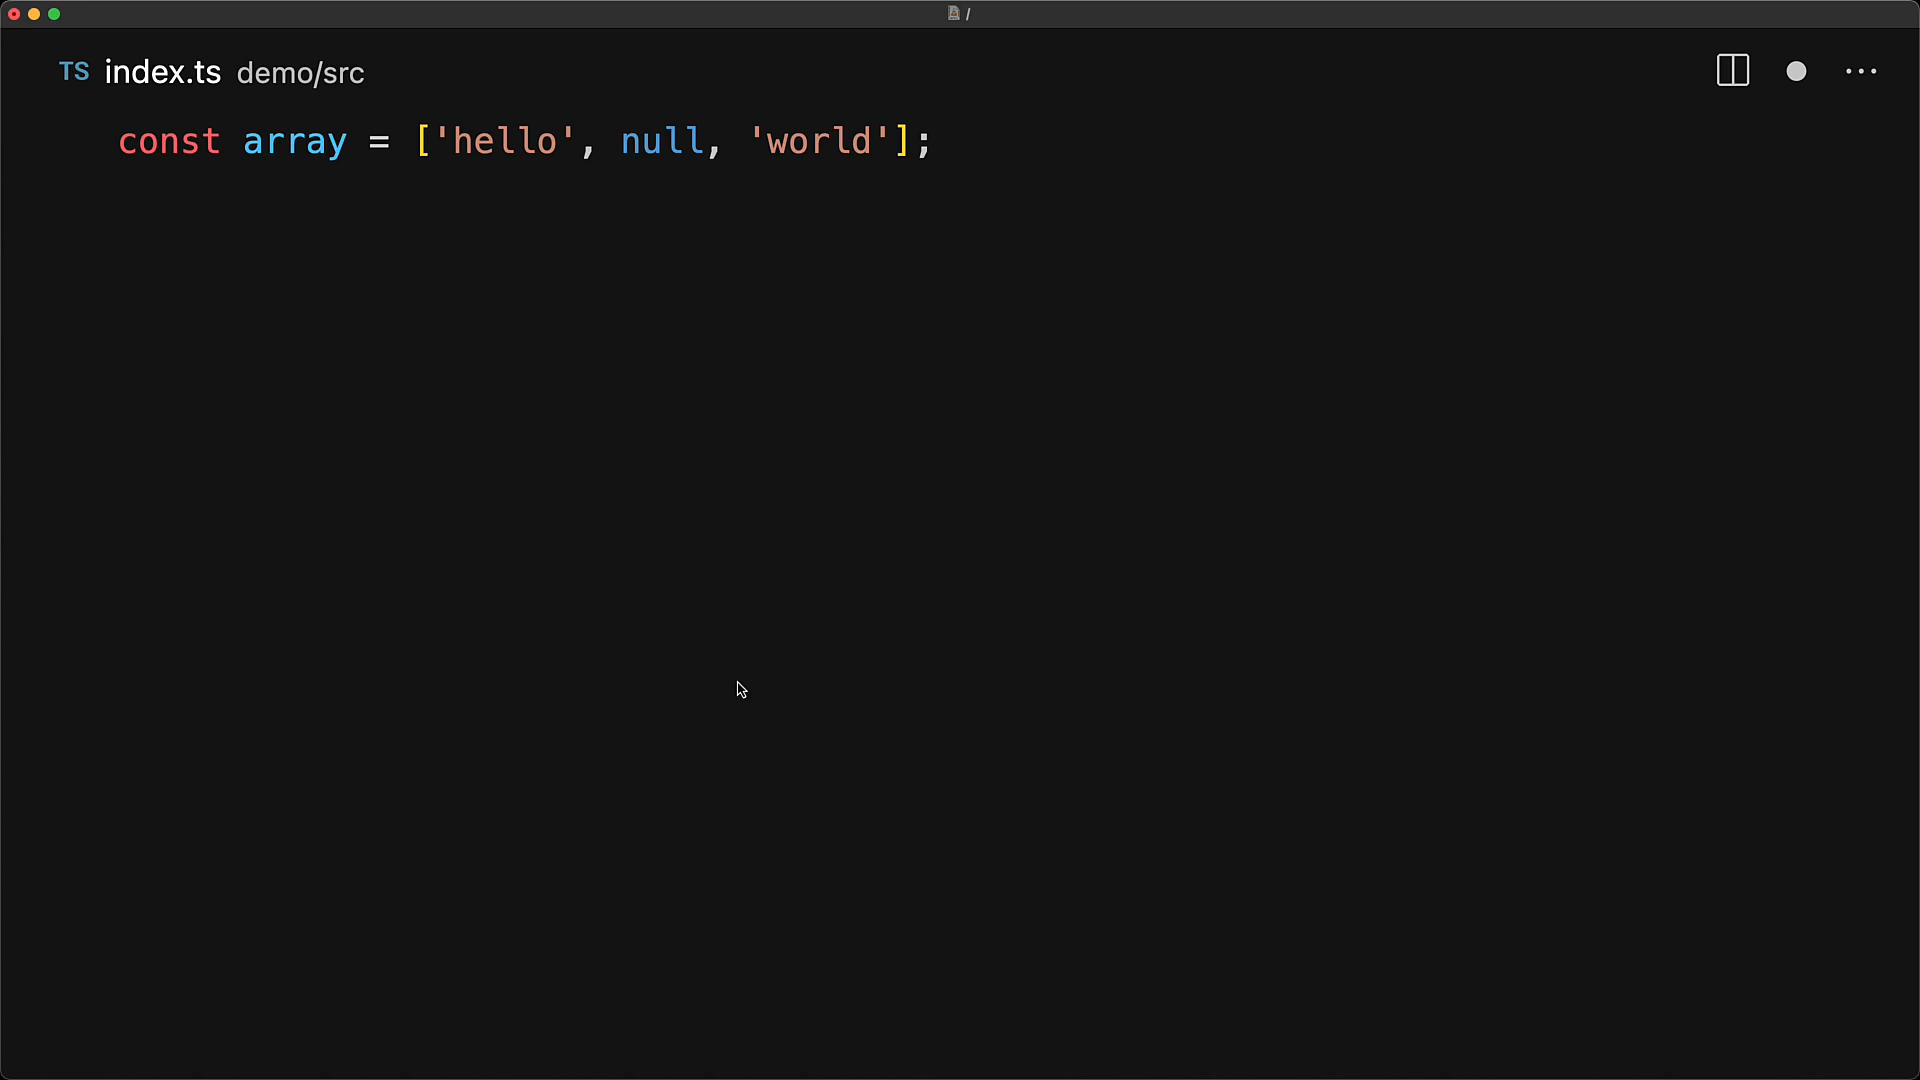 /
TS index.ts demo/src
const array = ['hello', null, 'world'];